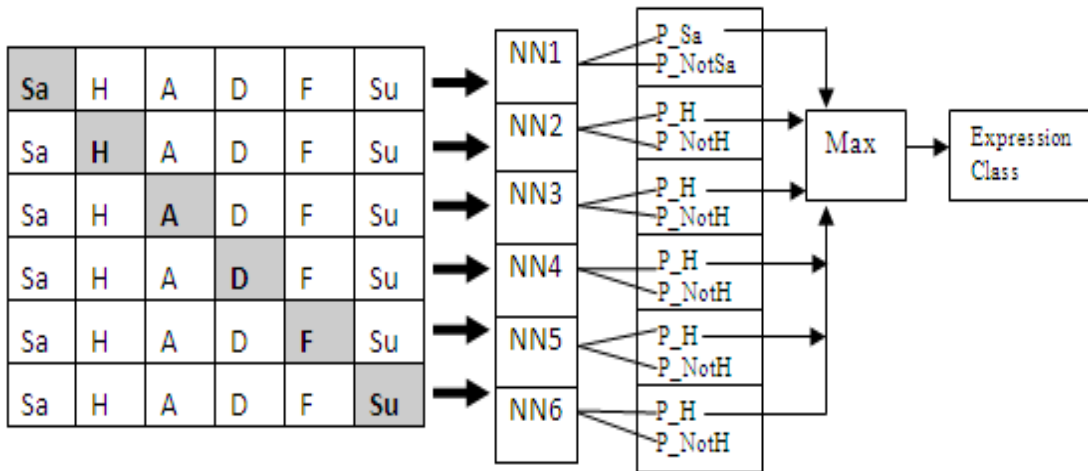 Sa H A D F Su
Sa H A D F Su
Sa H A D F Su
Sa H A D F Su
Sa H A D F Su
Sa H A D F Su
NN1
NN2
NN3
NN4
NN5
NN6
P_Sa
P_NotSa
P_H
P_NotH
P_H
P_NotH
P_H
P_NotH
P_H
P_NotH
P_H
P_NotH
Max
Expression
Class